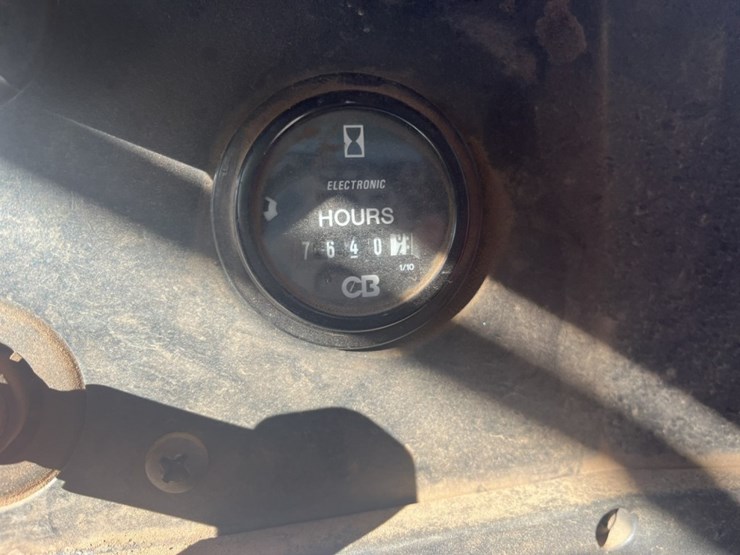 ELECTRONIC
HOURS
7640
1/10
CB